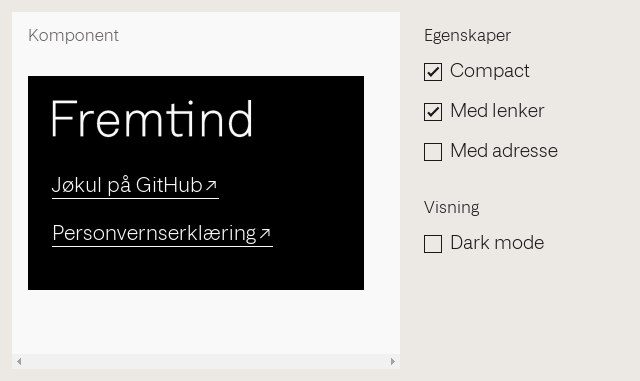 Komponent
Fremtind
Jøkul på GitHub↗
Personvernserklæring↗
Egenskaper
Compact
Med lenker
Med adresse
Visning
Dark mode